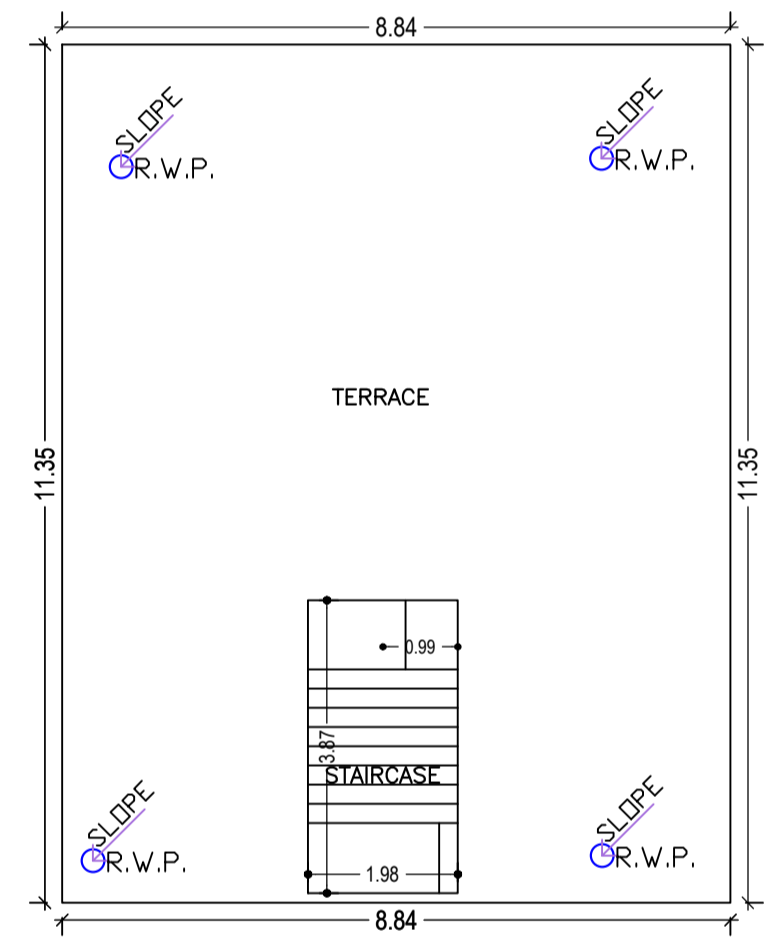 8.84
SLOPE
R.W.P.
SLOPE
R.W.P.
TERRACE
11.35
11.35
0.99
3.87
STAIRCASE
SLOPE
R.W.P.
SLOPE
R.W.P.
1.98
8.84